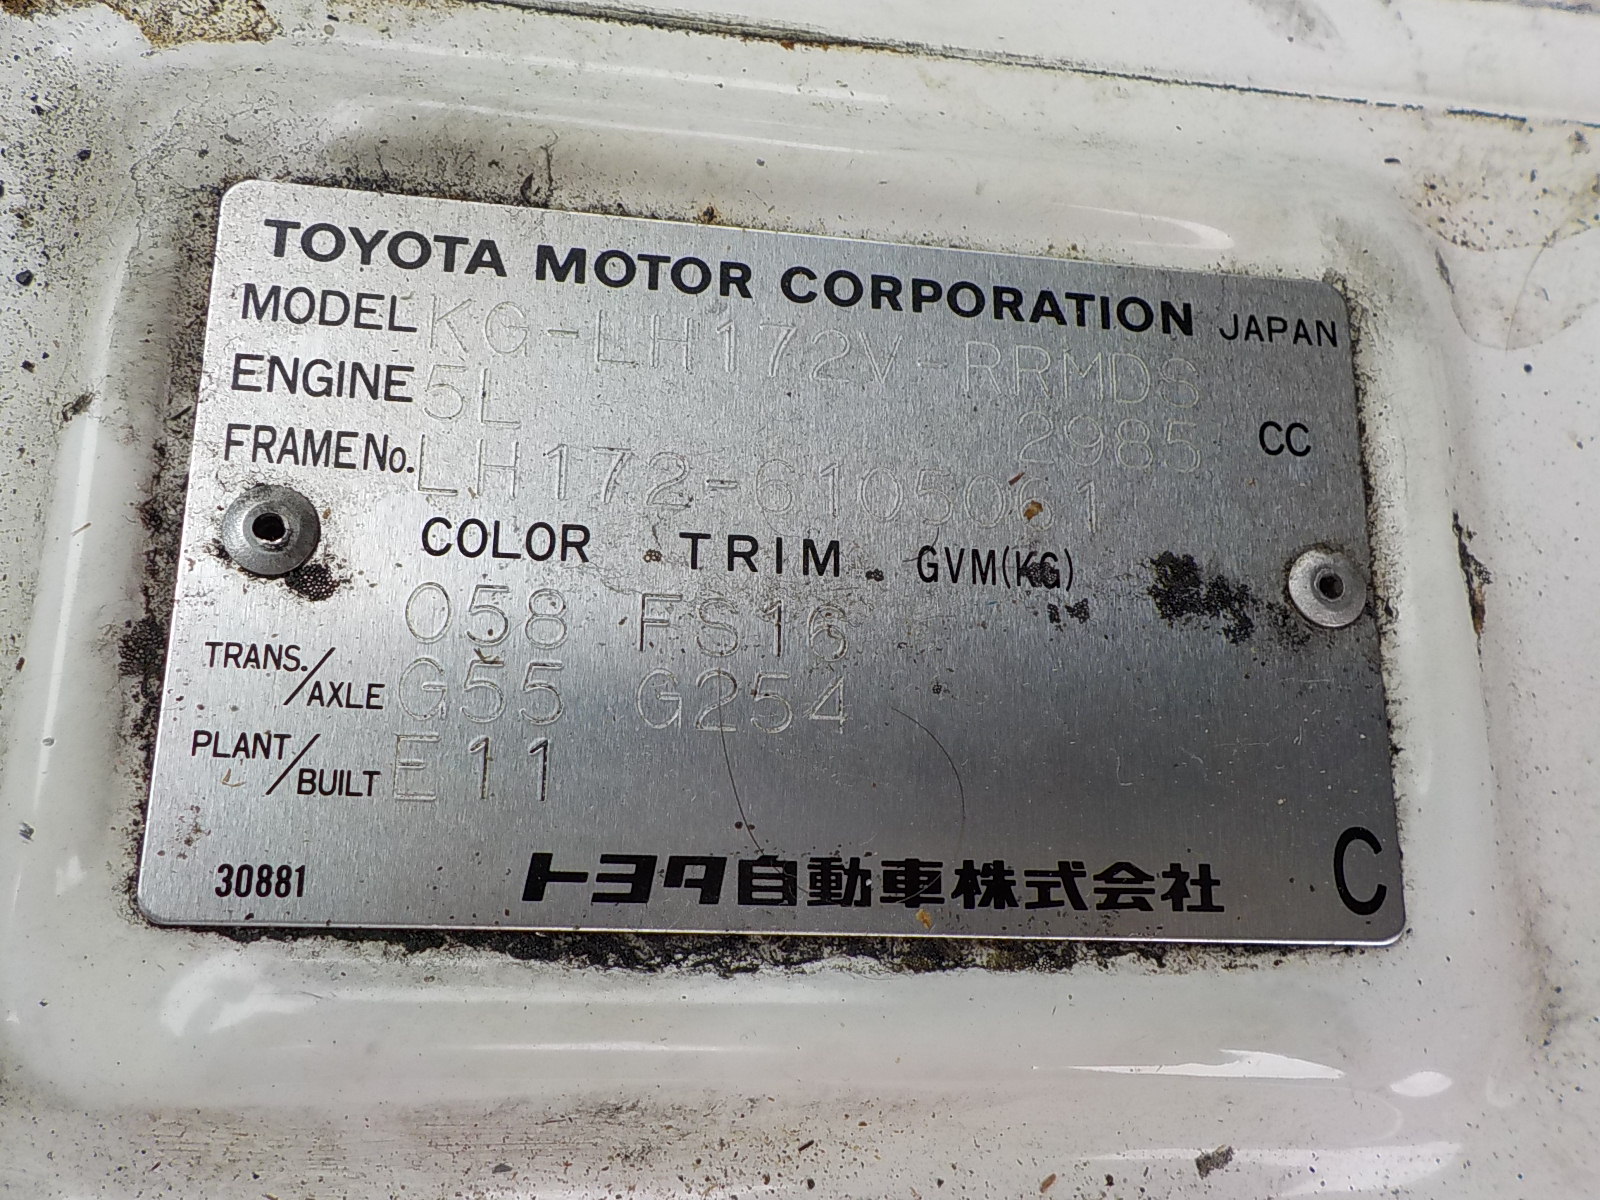 TOYOTA MOTOR CORPORATION JAPAN
MODEL KG-LH172V-RRMDS
ENGINE 5L 2985 CC
FRAME No. LH172-6105061
COLOR TRIM GVM(KG)
058 FS16
TRANS./AXLE G55 G254
PLANT/BUILT E11
30881 トヨタ自動車株式会社 C